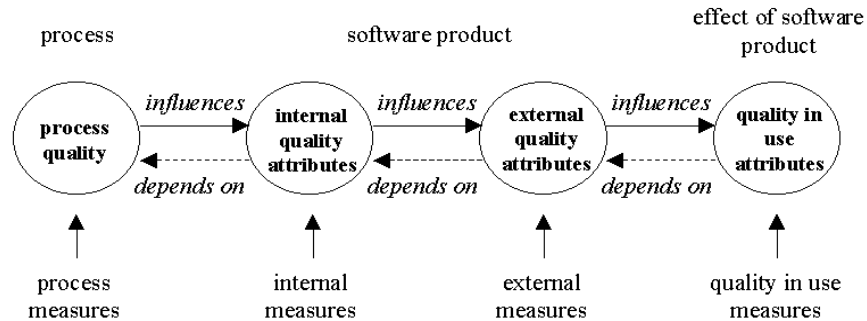 process
software product
effect of software
product
process
quality
influences
depends on
internal
quality
attributes
influences
depends on
external
quality
attributes
influences
depends on
quality in
use
attributes
process
measures
internal
measures
external
measures
quality in use
measures